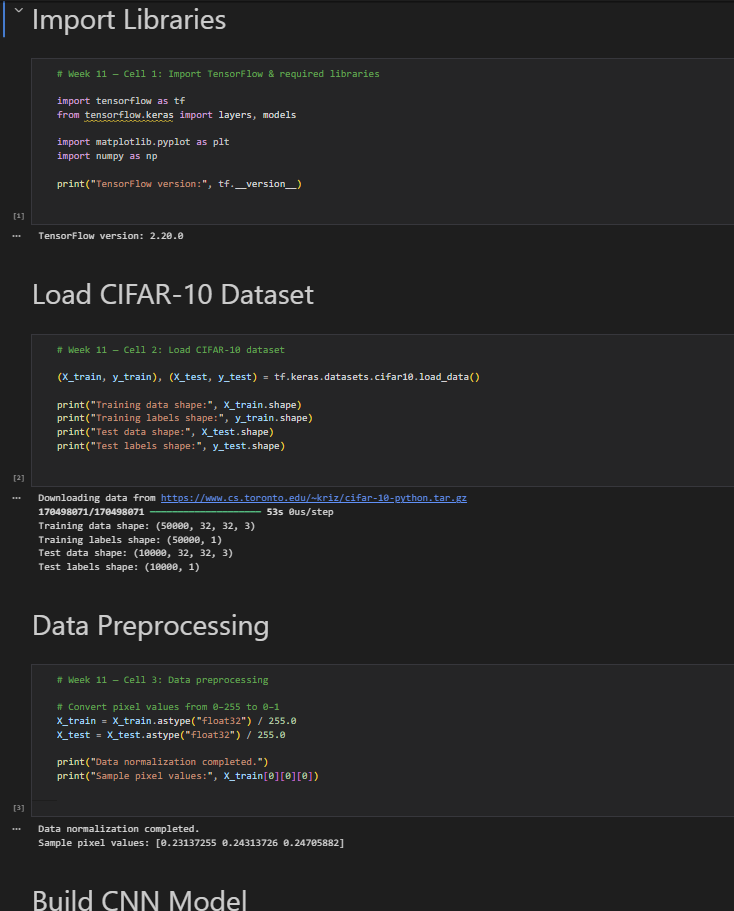 Import Libraries
# Week 11 — Cell 1: Import TensorFlow & required libraries
import tensorflow as tf
from tensorflow.keras import layers, models
import matplotlib.pyplot as plt
import numpy as np
print("TensorFlow version:", tf.__version__)
[1]
... TensorFlow version: 2.20.0
Load CIFAR-10 Dataset
# Week 11 — Cell 2: Load CIFAR-10 dataset
(X_train, y_train), (X_test, y_test) = tf.keras.datasets.cifar10.load_data()
print("Training data shape:", X_train.shape)
print("Training labels shape:", y_train.shape)
print("Test data shape:", X_test.shape)
print("Test labels shape:", y_test.shape)
[2]
... Downloading data from https://www.cs.toronto.edu/~kriz/cifar-10-python.tar.gz
170498071/170498071 ━━━━━━━━━━━━━━━━━━━━ 53s 0us/step
Training data shape: (50000, 32, 32, 3)
Training labels shape: (50000, 1)
Test data shape: (10000, 32, 32, 3)
Test labels shape: (10000, 1)
Data Preprocessing
# Week 11 — Cell 3: Data preprocessing
# Convert pixel values from 0–255 to 0–1
X_train = X_train.astype("float32") / 255.0
X_test = X_test.astype("float32") / 255.0
print("Data normalization completed.")
print("Sample pixel values:", X_train[0][0][0])
[3]
... Data normalization completed.
Sample pixel values: [0.23137255 0.24313726 0.24705882]
Build CNN Model